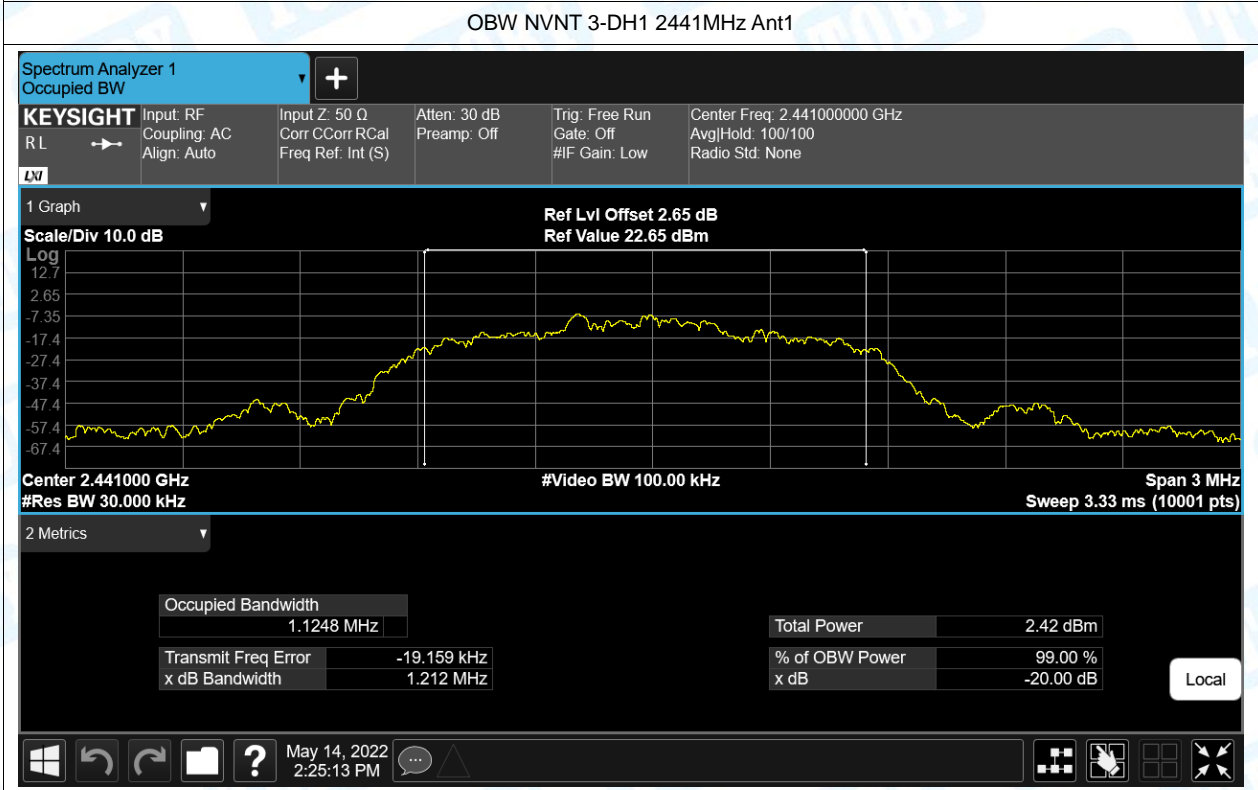 OBW NVNT 3-DH1 2441MHz Ant1
Spectrum Analyzer 1
Occupied BW
KEYSIGHT
R L
LXI
Input: RF
Coupling: AC
Align: Auto
Input Z: 50 Ω
Corr CCorr RCal
Freq Ref: Int (S)
Atten: 30 dB
Preamp: Off
Trig: Free Run
Gate: Off
#IF Gain: Low
Center Freq: 2.441000000 GHz
Avg|Hold: 100/100
Radio Std: None
1 Graph
Scale/Div 10.0 dB
Ref Lvl Offset 2.65 dB
Ref Value 22.65 dBm
Log
12.7
2.65
-7.35
-17.4
-27.4
-37.4
-47.4
-57.4
-67.4
Center 2.441000 GHz
#Res BW 30.000 kHz
#Video BW 100.00 kHz
Span 3 MHz
Sweep 3.33 ms (10001 pts)
2 Metrics
Occupied Bandwidth
1.1248 MHz
Transmit Freq Error -19.159 kHz
x dB Bandwidth 1.212 MHz
Total Power 2.42 dBm
% of OBW Power 99.00 %
x dB -20.00 dB
Local
?
May 14, 2022
2:25:13 PM